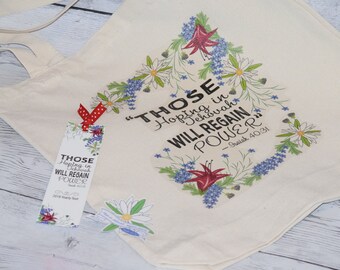 "THOSE
Hoping in
Jehovah
WILL REGAIN
POWER"
Isaiah 40:31
THOSE
Hoping in
Jehovah
WILL REGAIN
POWER